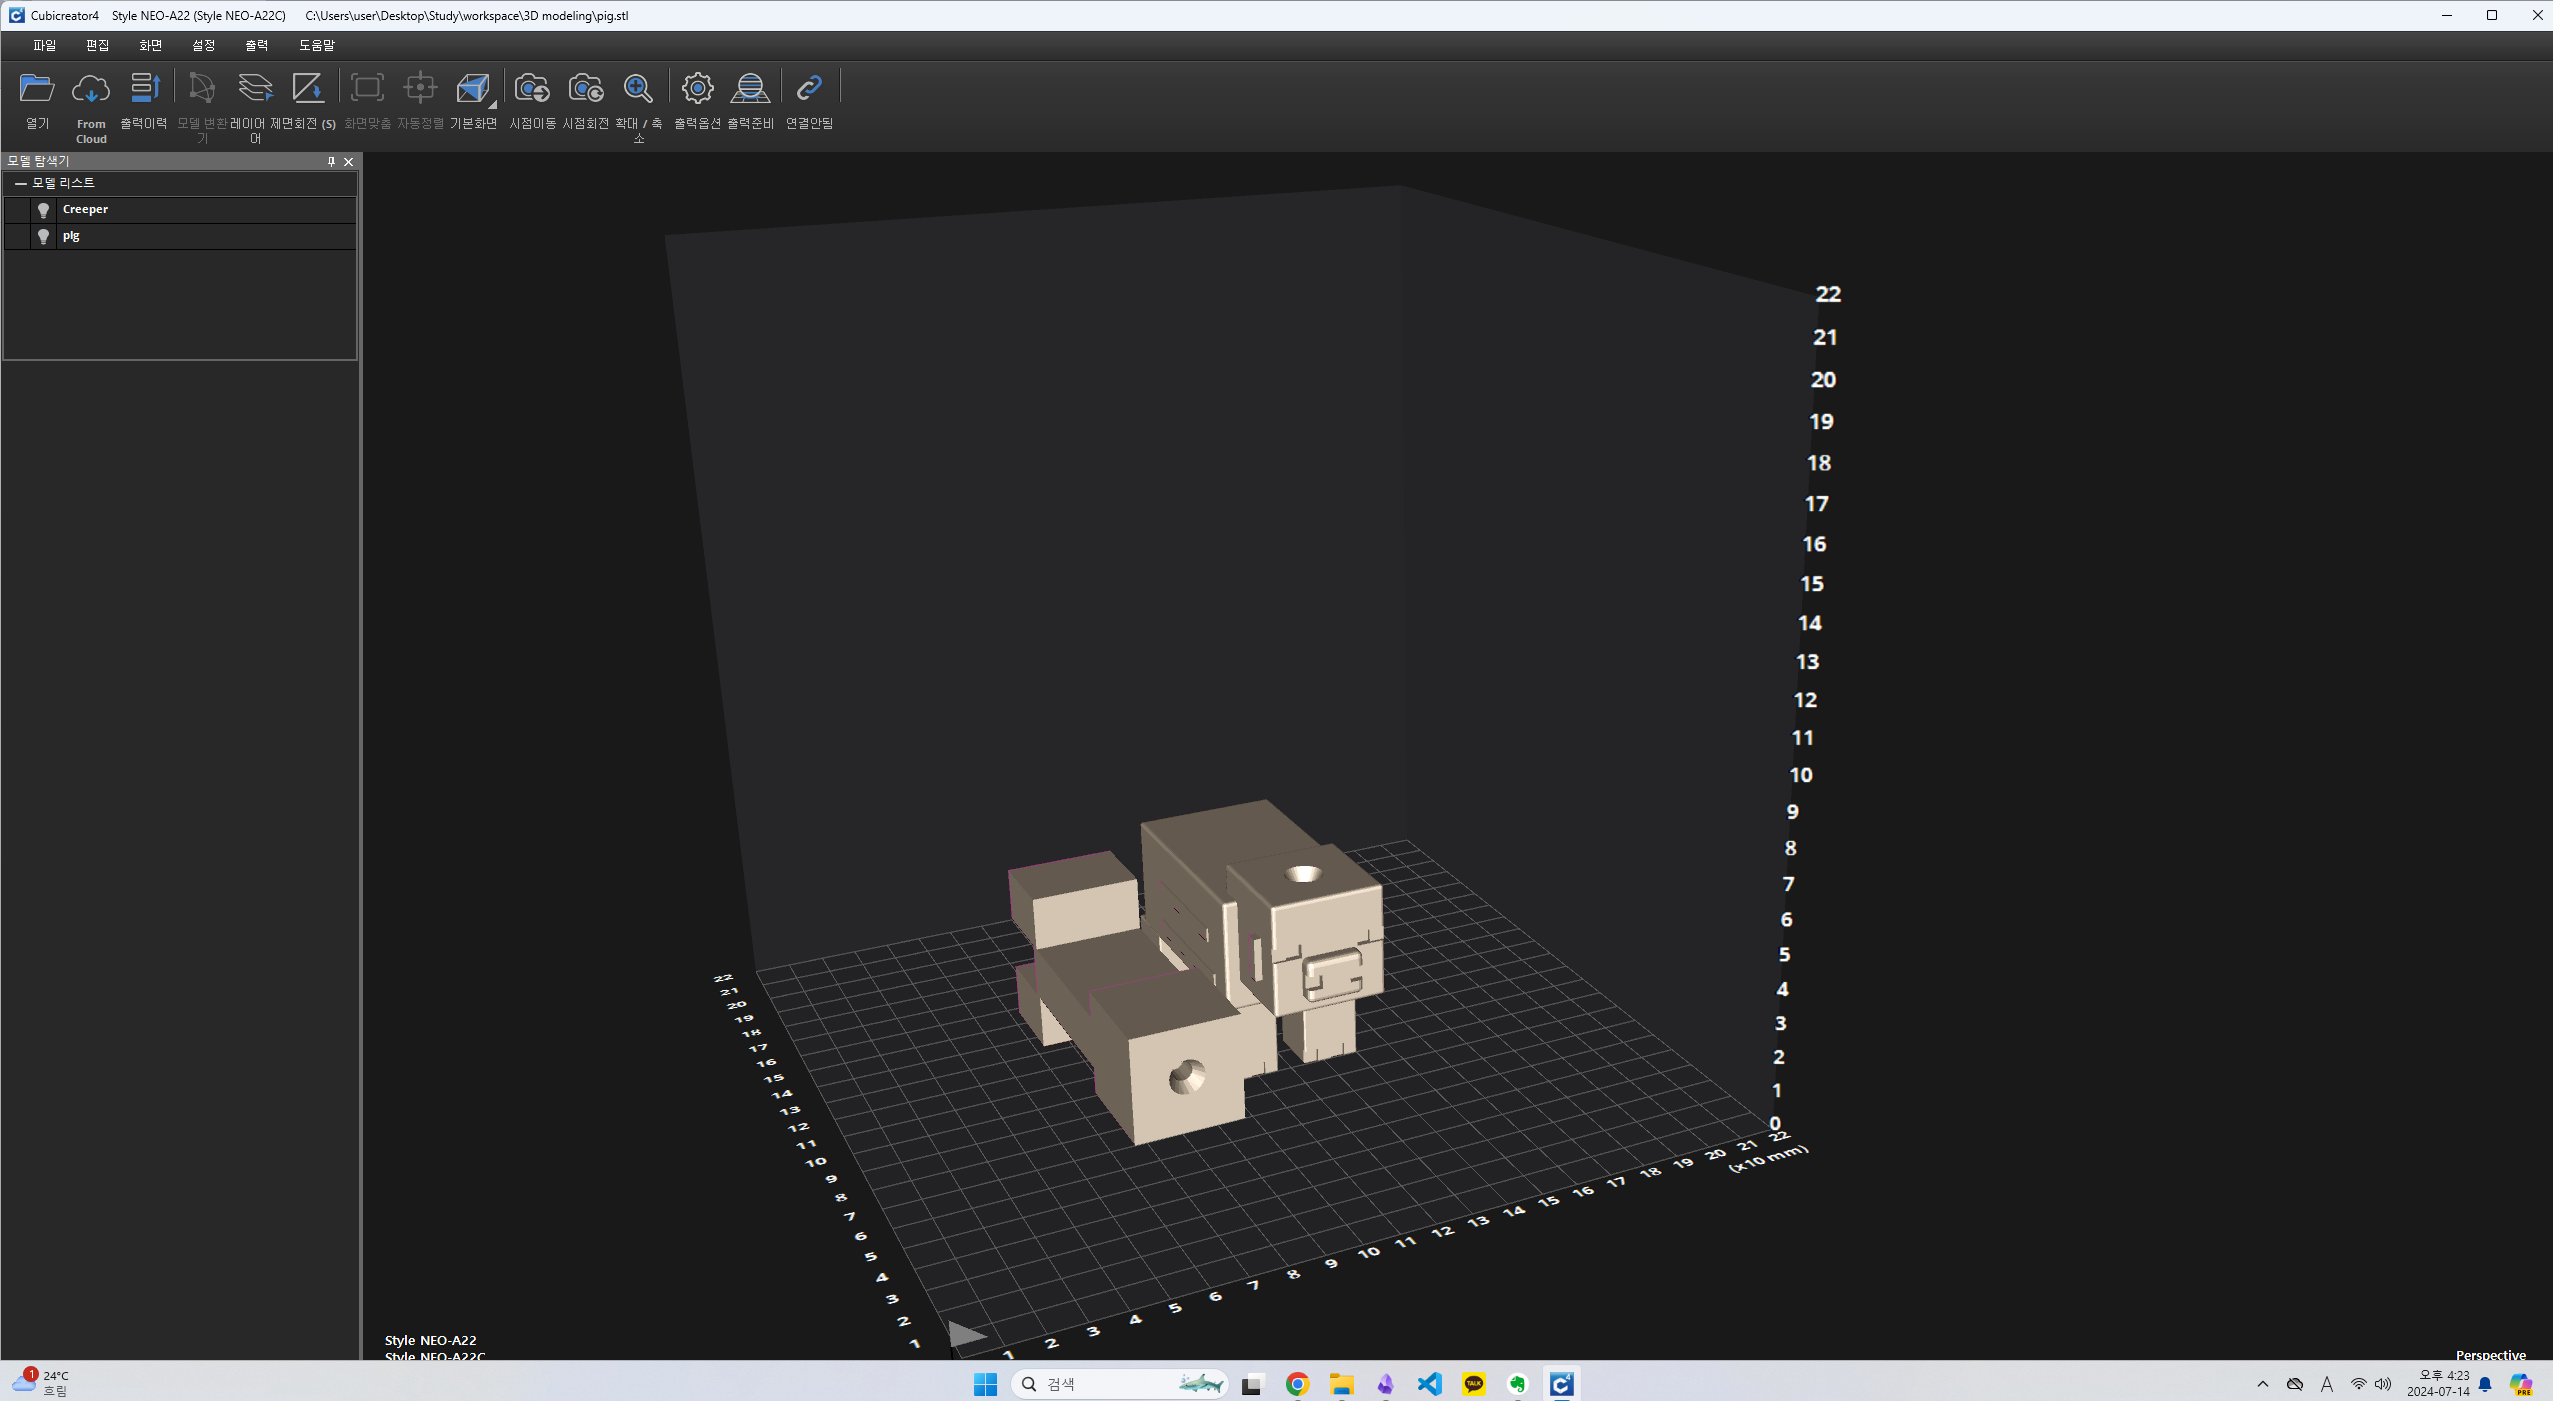 Cubicreator4 Style NEO-A22 (Style NEO-A22C) C:\Users\user\Desktop\Study\workspace\3D modeling\pig.stl
파일 편집 화면 설정 출력 도움말
열기
From
Cloud
출력이력
모델 변환
기
레이어 뷰
어
제면회전 (S)
화면맞춤
자동정렬
기본화면
시점이동
시점회전
확대 / 축
소
출력옵션
출력준비
연결안됨
모델 탐색기
모델 리스트
Creeper
pig
22
21
20
19
18
17
16
15
14
13
12
11
10
9
8
7
6
5
4
3
2
1
0
22
21
20
19
18
17
16
15
14
13
12
11
10
9
8
7
6
5
4
3
2
1
1 2 3 4 5 6 7 8 9 10 11 12 13 14 15 16 17 18 19 20 21 22
(x10 mm)
Style NEO-A22
Style NEO-A22C
Perspective
1
24°C
흐림
검색
TALK
A
오후 4:23
2024-07-14
PRE